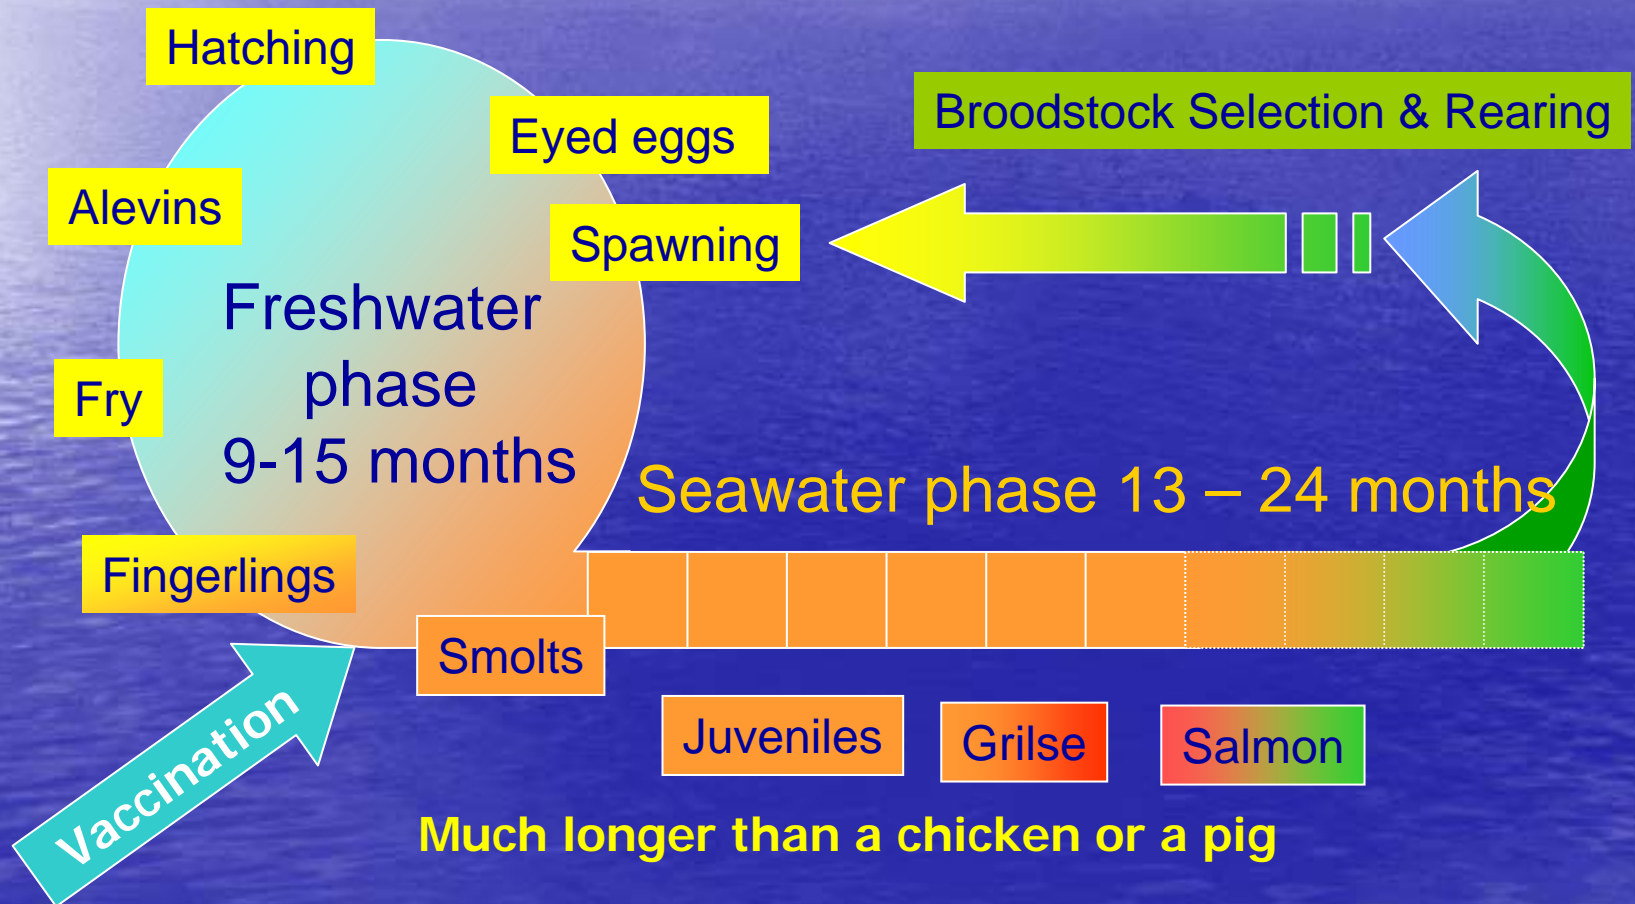 Hatching
Eyed eggs
Broodstock Selection & Rearing
Alevins
Spawning
Freshwater
phase
9-15 months
Fry
Seawater phase 13 – 24 months
Fingerlings
Smolts
Vaccination
Juveniles
Grilse
Salmon
Much longer than a chicken or a pig